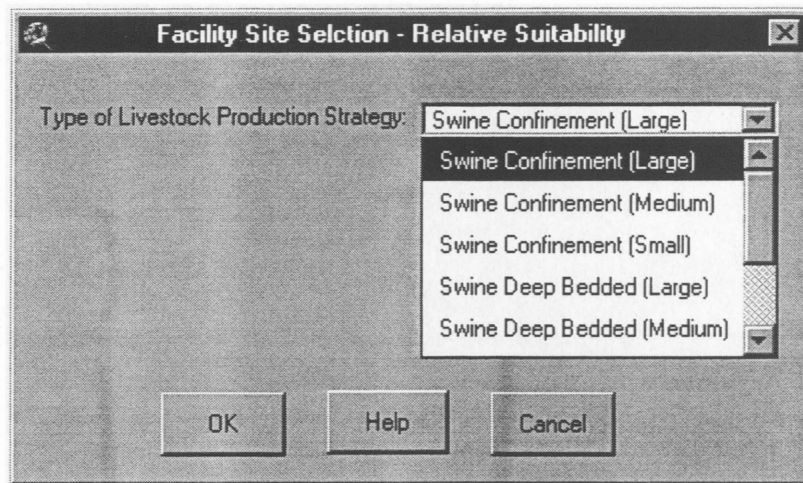 Facility Site Selction - Relative Suitability
Type of Livestock Production Strategy: Swine Confinement (Large)
Swine Confinement (Large)
Swine Confinement (Medium)
Swine Confinement (Small)
Swine Deep Bedded (Large)
Swine Deep Bedded (Medium)
OK Help Cancel